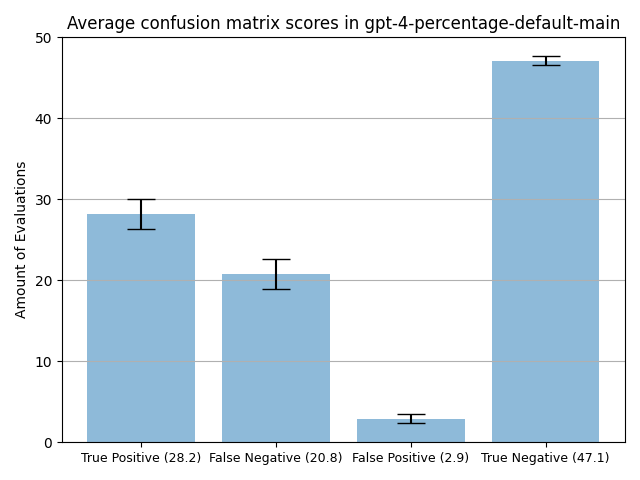 Average confusion matrix scores in gpt-4-percentage-default-main
Amount of Evaluations
50
40
30
20
10
0
True Positive (28.2)
False Negative (20.8)
False Positive (2.9)
True Negative (47.1)